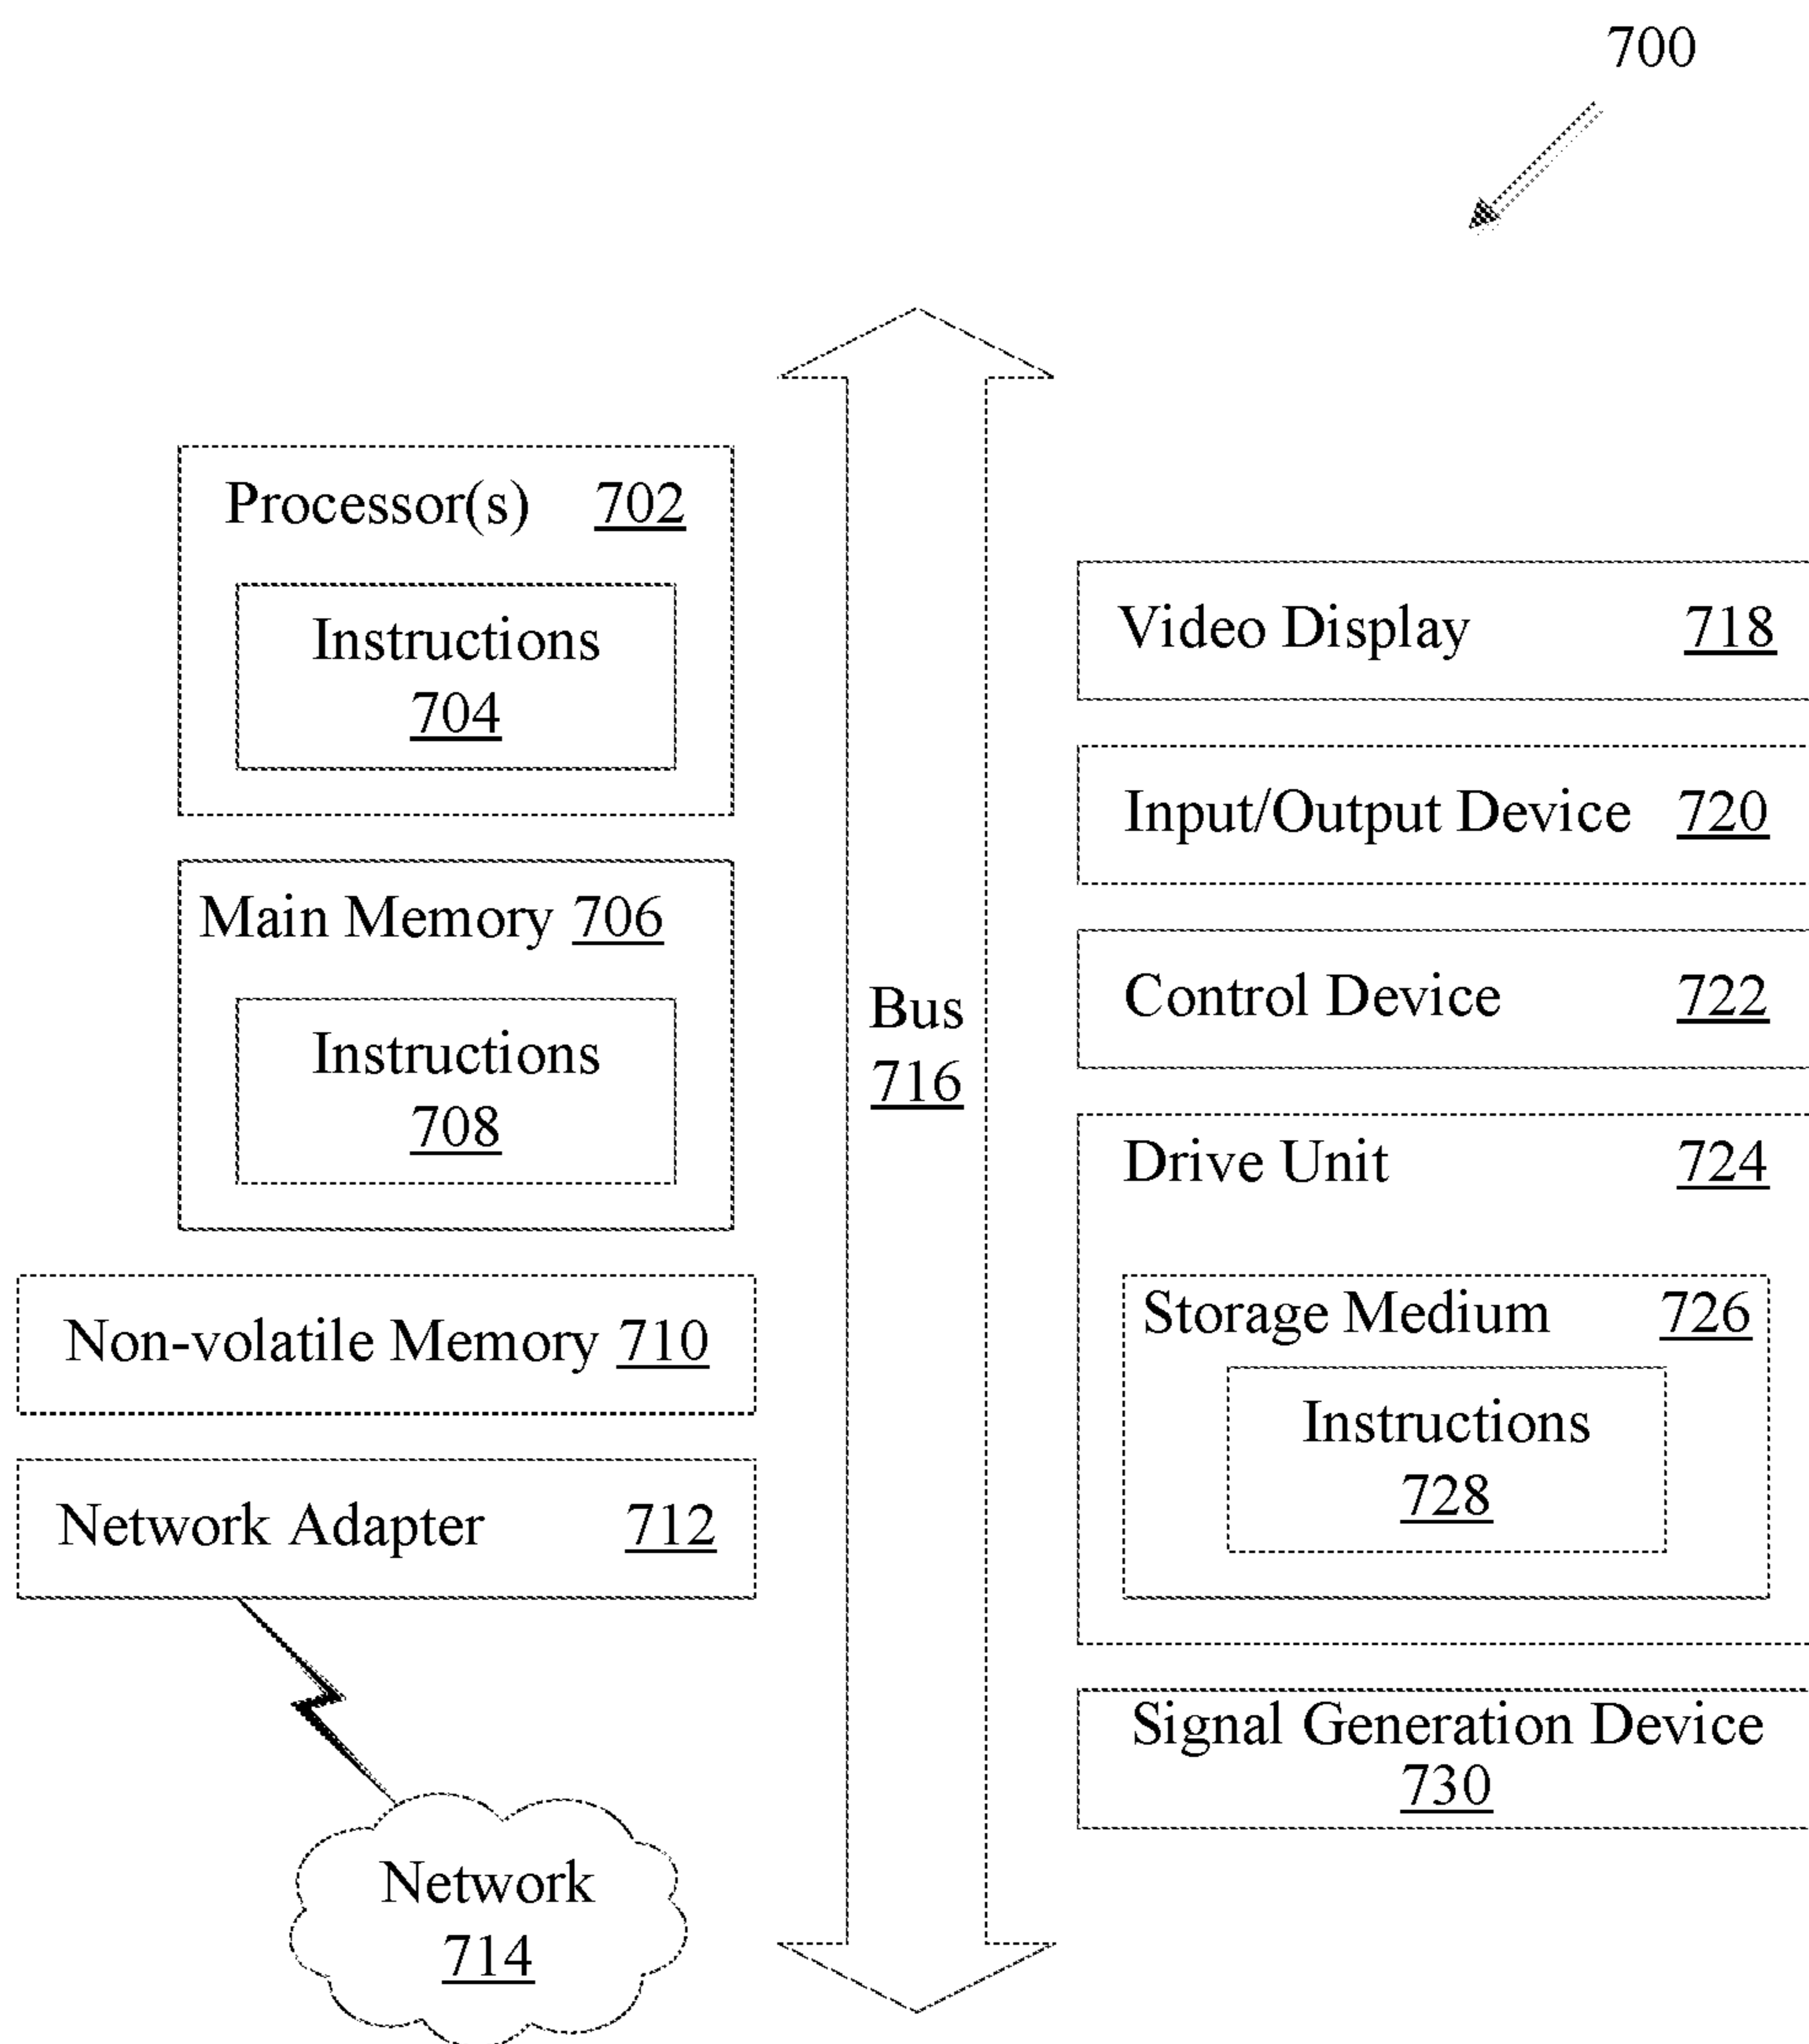 700
Processor(s) 702
Instructions
704
Main Memory 706
Instructions
708
Non-volatile Memory 710
Network Adapter 712
Network
714
Bus
716
Video Display 718
Input/Output Device 720
Control Device 722
Drive Unit 724
Storage Medium 726
Instructions
728
Signal Generation Device
730